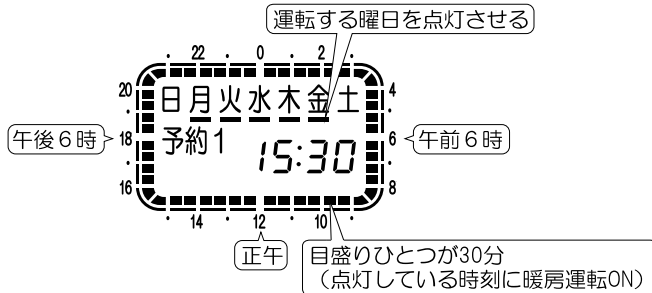 運転する曜日を点灯させる
22 0 2
20 4
日月火水木金土
午後6時 18 予約1 6 午前6時
15:30
16 8
14 12 10
正午
目盛りひとつが30分
（点灯している時刻に暖房運転ON）